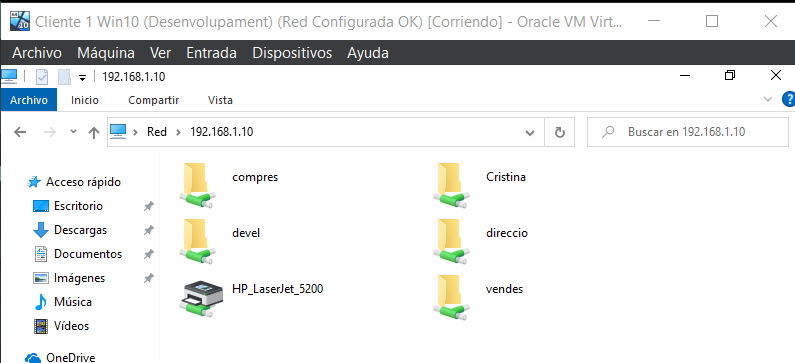 Cliente 1 Win10 (Desenvolupament) (Red Configurada OK) [Corriendo] - Oracle VM Virt...
Archivo Máquina Ver Entrada Dispositivos Ayuda
192.168.1.10
Archivo Inicio Compartir Vista
Red > 192.168.1.10 Buscar en 192.168.1.10
Acceso rápido
Escritorio
Descargas
Documentos
Imágenes
Música
Vídeos
OneDrive
compres Cristina
devel direccio
HP_LaserJet_5200 vendes